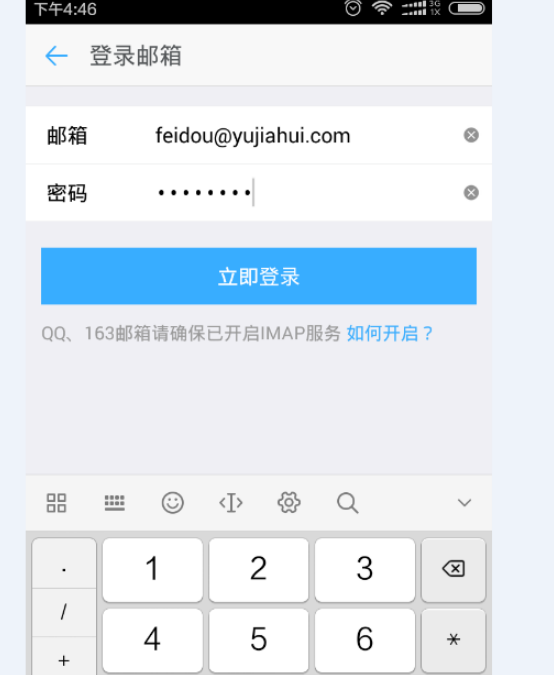 下午4:46
3G
1X
登录邮箱
邮箱 feidou@yujiahui.com
密码 ••••••••
立即登录
QQ、163邮箱请确保已开启IMAP服务 如何开启？
. 1 2 3
/
4 5 6 *
+